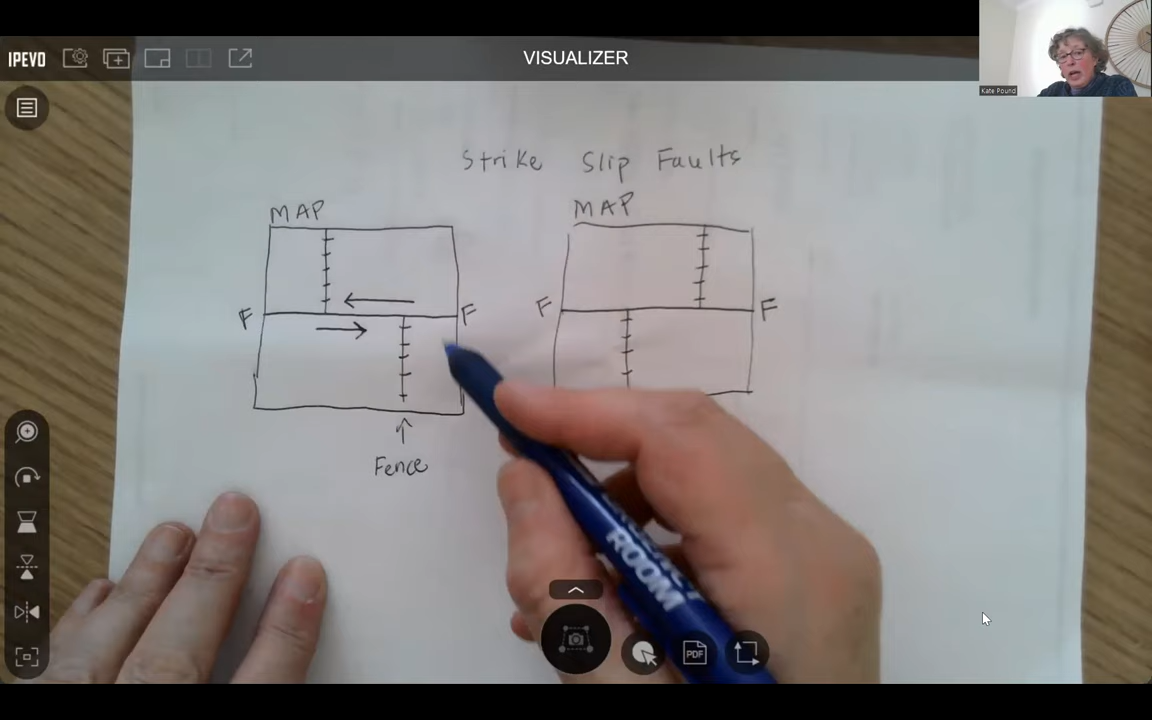 IPEVO
VISUALIZER
Kate Pound
Strike Slip Faults
MAP
MAP
F
F
F
F
Fence
ROOM
PDF